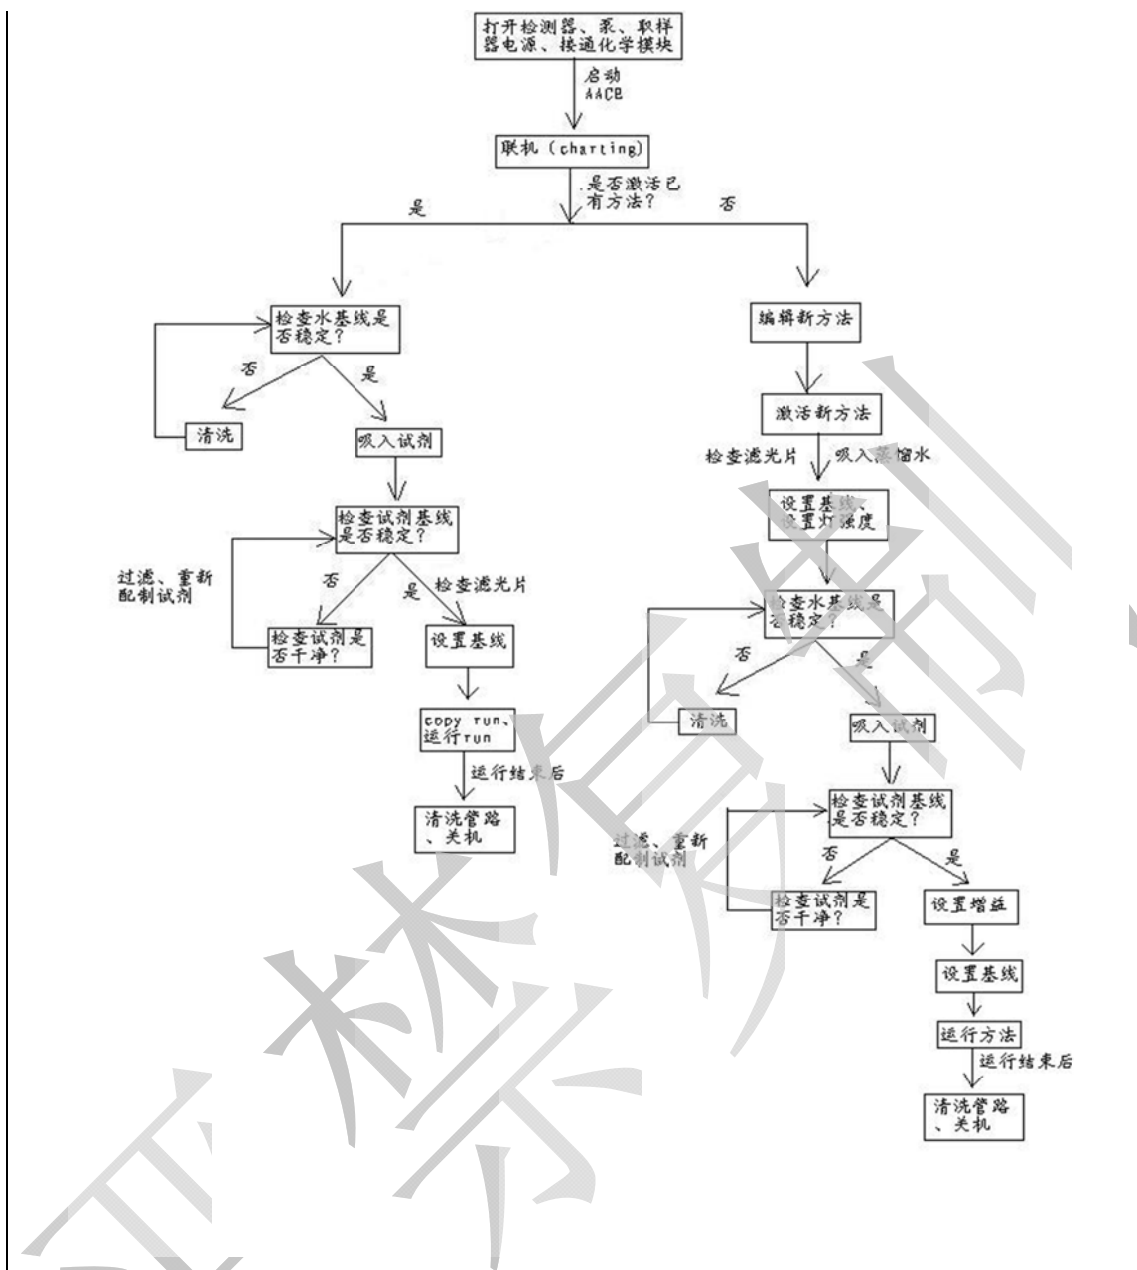 打开检测器、泵、取样
器电源、接通化学模块
启动
AACE
联机（charting）
是否激活已
有方法？
是
否
检查水基线是
否稳定？
否
是
清洗
吸入试剂
检查试剂基线
是否稳定？
过滤、重新
配制试剂
否
是
检查滤光片
检查试剂是
否干净？
设置基线
copy run、
运行run
运行结束后
清洗管路
、关机
编辑新方法
激活新方法
检查滤光片
吸入蒸馏水
设置基线、
设置灯强度
检查水基线是
否稳定？
否
是
清洗
吸入试剂
检查试剂基线
是否稳定？
过滤、重新
配制试剂
否
是
检查试剂是
否干净？
设置增益
设置基线
运行方法
运行结束后
清洗管路
、关机
严禁复制